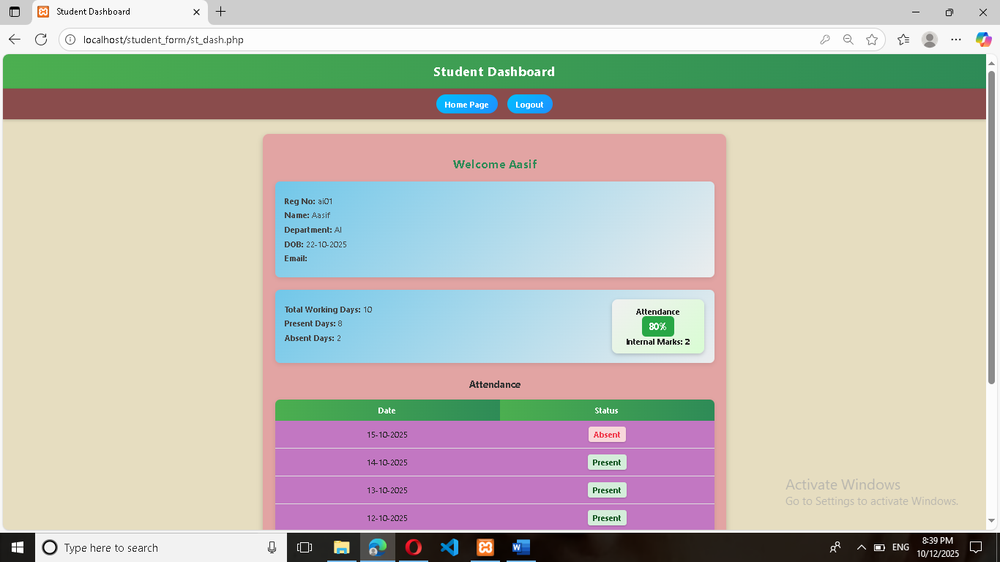 Student Dashboard
localhost/student_form/st_dash.php
Student Dashboard
Home Page Logout
Welcome Aasif
Reg No: ai01
Name: Aasif
Department: AI
DOB: 22-10-2025
Email:
Total Working Days: 10
Present Days: 8
Absent Days: 2
Attendance
80%
Internal Marks: 2
Attendance
Date Status
15-10-2025 Absent
14-10-2025 Present
13-10-2025 Present
12-10-2025 Present
Activate Windows
Go to Settings to activate Windows.
Type here to search
ENG
8:39 PM
10/12/2025